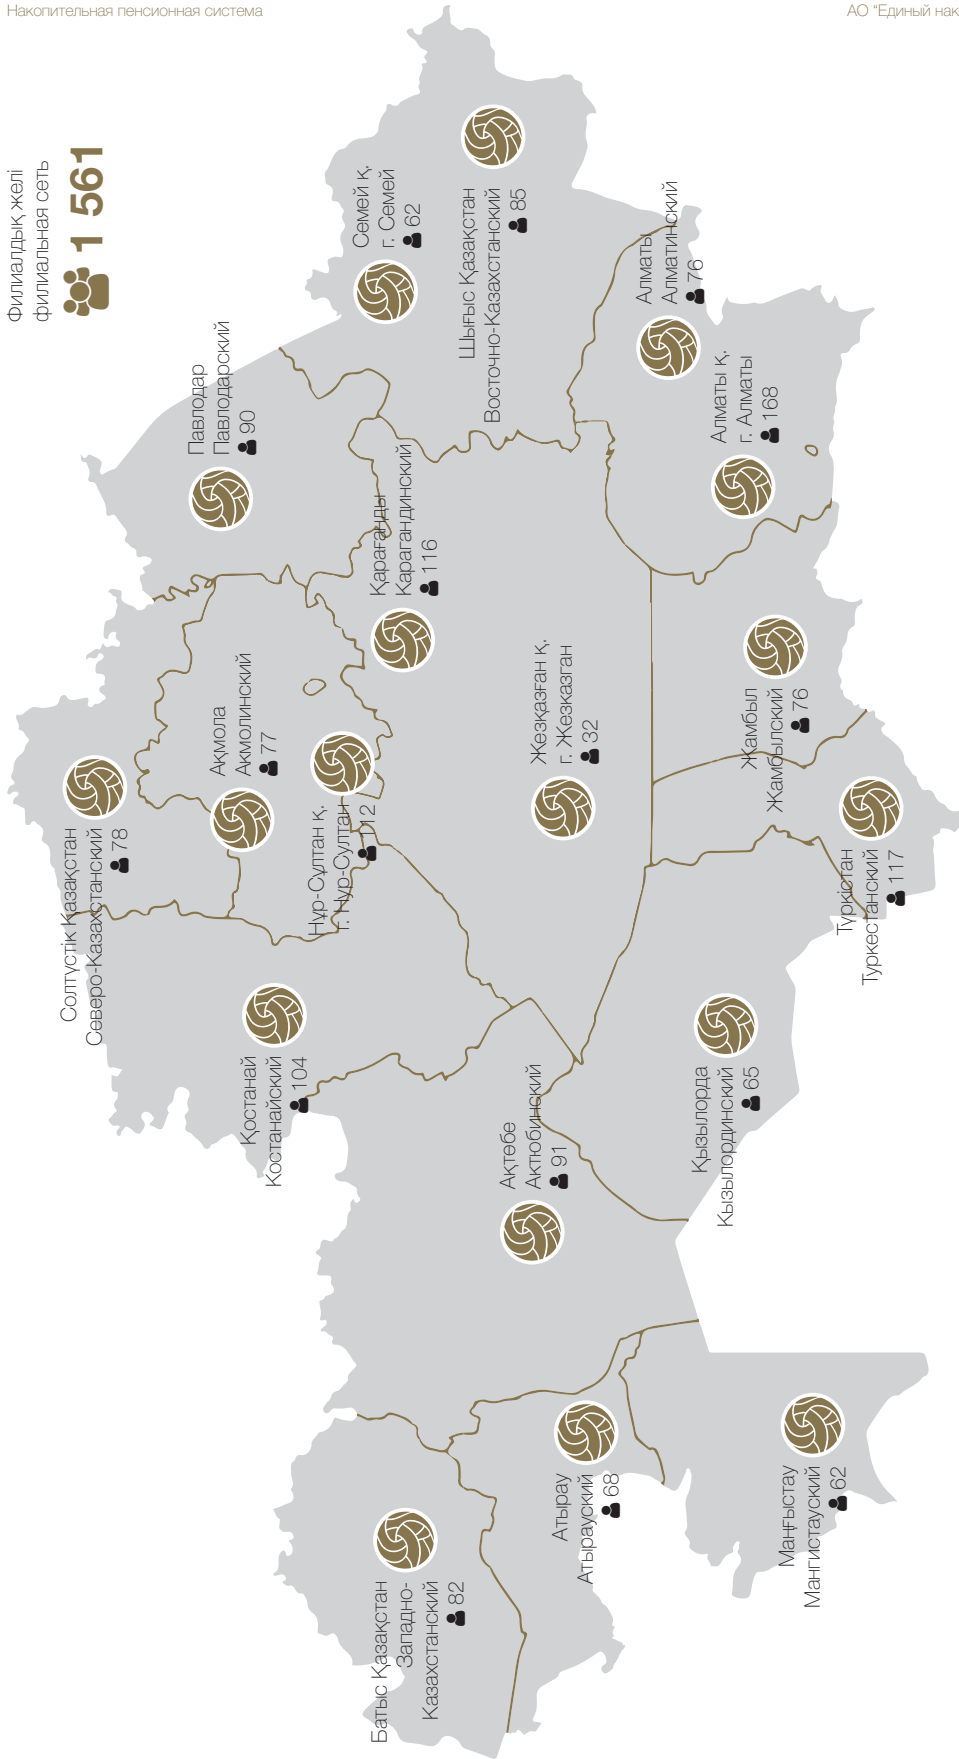 Накопительная пенсионная система
АО “Единый нак
Филиалдық желі
филиальная сеть
1 561
Семей қ.
г. Семей
62
Шығыс Қазақстан
Восточно-Казахстанский
85
Павлодар
Павлодарский
90
Алматы
Алматинский
76
Алматы қ.
г. Алматы
168
Қарағанды
Карагандинский
116
Ақмола
Акмолинский
77
Солтүстік Қазақстан
Северо-Казахстанский
78
Нұр-Сұлтан қ.
г. Нур-Султан
112
Жезқазған қ.
г. Жезказган
32
Жамбыл
Жамбылский
76
Түркістан
Туркестанский
117
Қостанай
Костанайский
104
Ақтөбе
Актюбинский
91
Қызылорда
Кызылординский
65
Батыс Қазақстан
Западно-
Казахстанский
82
Атырау
Атырауский
68
Маңғыстау
Мангистауский
62